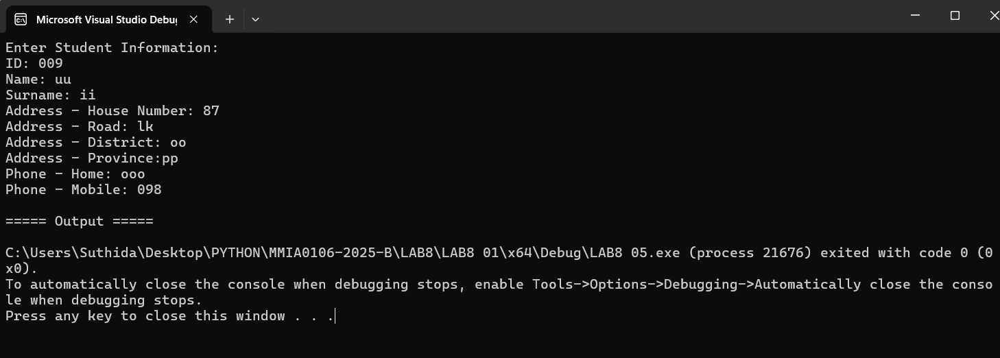 Microsoft Visual Studio Debug
Enter Student Information:
ID: 009
Name: uu
Surname: ii
Address - House Number: 87
Address - Road: lk
Address - District: oo
Address - Province:pp
Phone - Home: ooo
Phone - Mobile: 098
===== Output =====
C:\Users\Suthida\Desktop\PYTHON\MMIA0106-2025-B\LAB8\LAB8 01\x64\Debug\LAB8 05.exe (process 21676) exited with code 0 (0
x0).
To automatically close the console when debugging stops, enable Tools->Options->Debugging->Automatically close the conso
le when debugging stops.
Press any key to close this window . . .